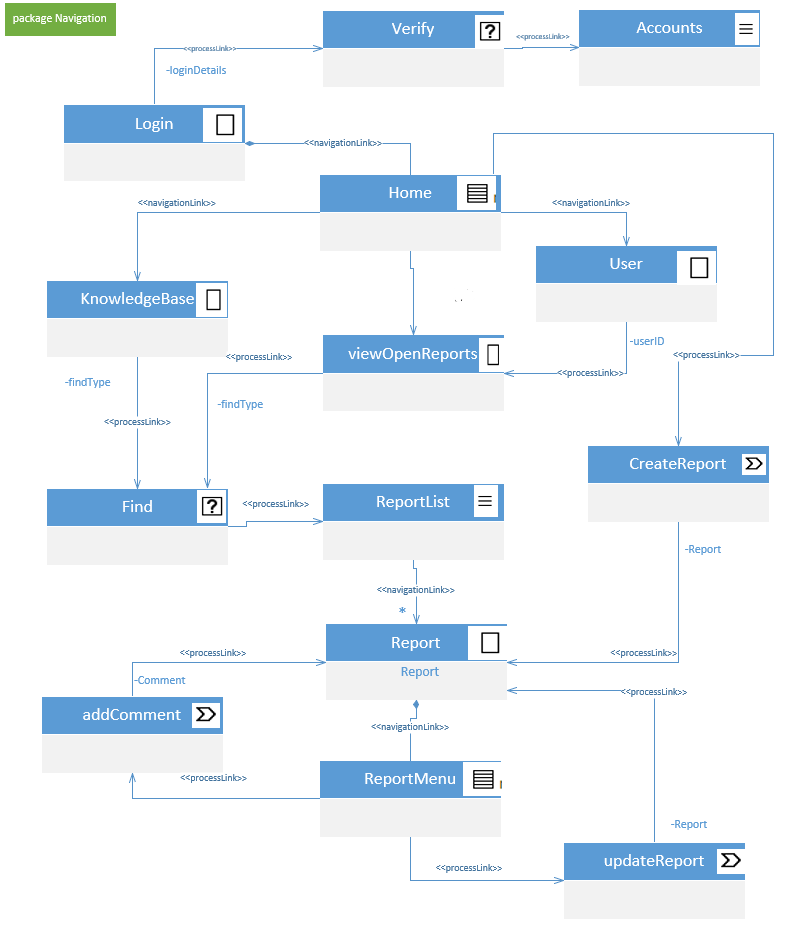 package Navigation
Verify
Accounts
<<processLink>>
<<processLink>>
-loginDetails
Login
<<navigationLink>>
Home
<<navigationLink>>
<<navigationLink>>
User
KnowledgeBase
-userID
viewOpenReports
<<processLink>>
<<processLink>>
<<processLink>>
-findType
-findType
<<processLink>>
CreateReport
Find
<<processLink>>
ReportList
-Report
<<navigationLink>>
*
Report
<<processLink>>
<<processLink>>
Report
-Comment
<<processLink>>
addComment
<<navigationLink>>
ReportMenu
<<processLink>>
-Report
updateReport
<<processLink>>